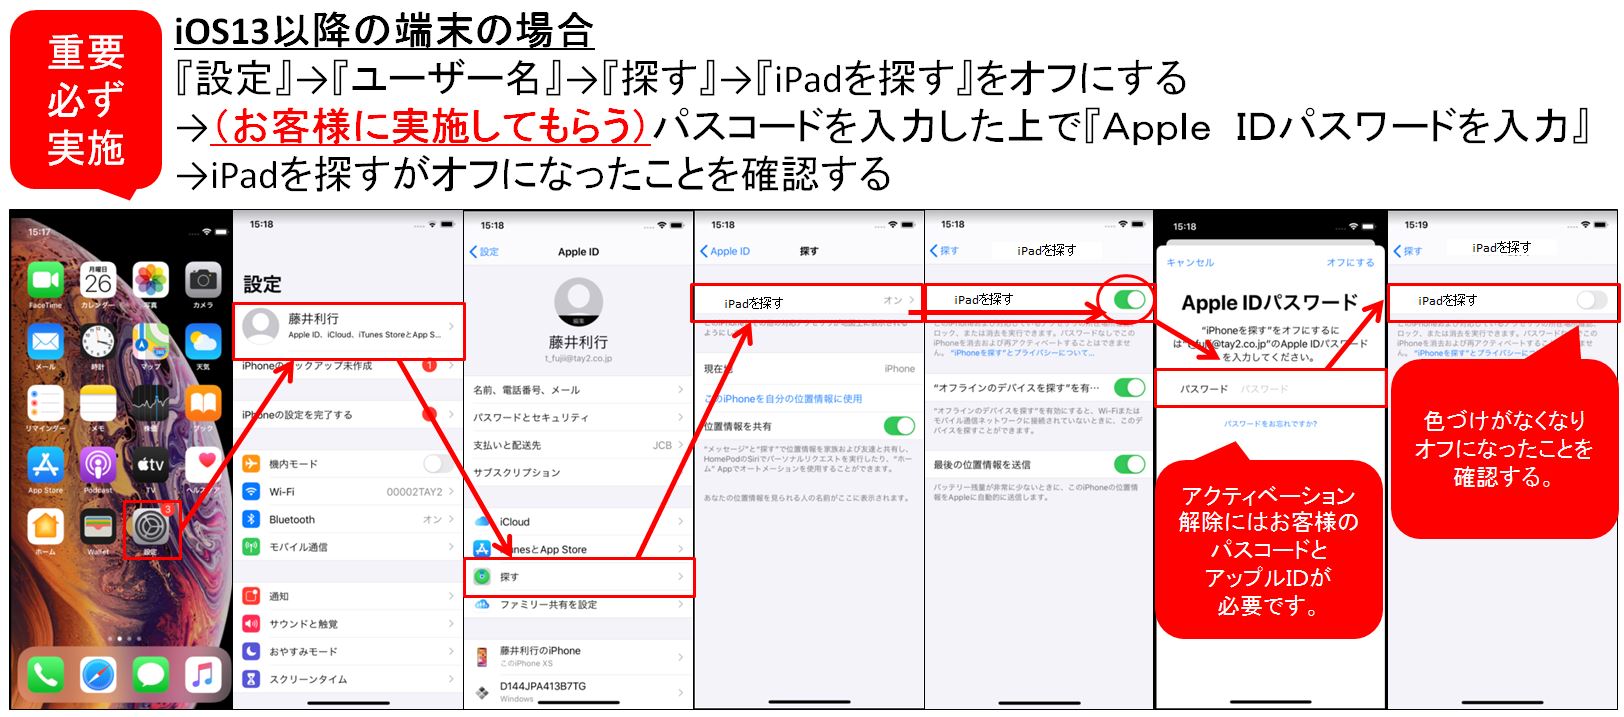 重要
必ず
実施
iOS13以降の端末の場合
『設定』→『ユーザー名』→『探す』→『iPadを探す』をオフにする
→（お客様に実施してもらう）パスコードを入力した上で『Apple　IDパスワードを入力』
→iPadを探すがオフになったことを確認する
15:17
FaceTime
月曜日
26
カレンダー
写真
カメラ
メール
時計
マップ
天気
リマインダー
メモ
株価
ブック
App Store
Podcast
tv
TV
ヘルスケア
ホーム
Wallet
3
設定
15:18
設定
藤井利行
Apple ID、iCloud、iTunes StoreとApp S...
iPhoneのバックアップ未作成
1
iPhoneの設定を完了する
機内モード
Wi-Fi
00002TAY2
Bluetooth
オン
モバイル通信
通知
サウンドと触覚
おやすみモード
スクリーンタイム
15:18
設定
Apple ID
編集
藤井利行
t_fujii@tay2.co.jp
名前、電話番号、メール
パスワードとセキュリティ
支払いと配送先
JCB
サブスクリプション
iCloud
iTunesとApp Store
探す
ファミリー共有を設定
藤井利行のiPhone
このiPhone XS
D144JPA413B7TG
Windows
15:18
Apple ID
探す
iPadを探す
オン
現在地
iPhone
このiPhoneを自分の位置情報に使用
位置情報を共有
"メッセージ"と"探す"で位置情報を家族および友達と共有し、
HomePodのSiriでパーソナルリクエストを実行したり、"ホー
ム" Appでオートメーションを使用することができます。
あなたの位置情報を見られる人の名前がここに表示されます。
15:18
探す
iPadを探す
iPadを探す
ロック、または消去を実行できます。パスワードなしでこの
iPhoneを消去および再アクティベートすることはできませ
ん。"iPhoneを探す"とプライバシーについて...
"オフラインのデバイスを探す"を有…
"オフラインのデバイスを探す"を有効にすると、Wi-Fiまたは
モバイル通信ネットワークに接続されていないときに、このデ
バイスを探すことができます。
最後の位置情報を送信
バッテリー残量が非常に少ないときに、このiPhoneの位置情
報をAppleに自動的に送信します。
15:18
キャンセル
オフにする
Apple IDパスワード
"iPhoneを探す"をオフにするに
は"t_fujii@tay2.co.jp"のApple IDパスワード
を入力してください。
パスワード
パスワード
パスワードをお忘れですか?
アクティベーション
解除にはお客様の
パスコードと
アップルIDが
必要です。
15:19
探す
iPadを探す
iPadを探す
ロック、または消去を実行できます。パスワードなしでこの
iPhoneを消去および再アクティベートすることはできませ
ん。"iPhoneを探す"とプライバシーについて
色づけがなくなり
オフになったことを
確認する。